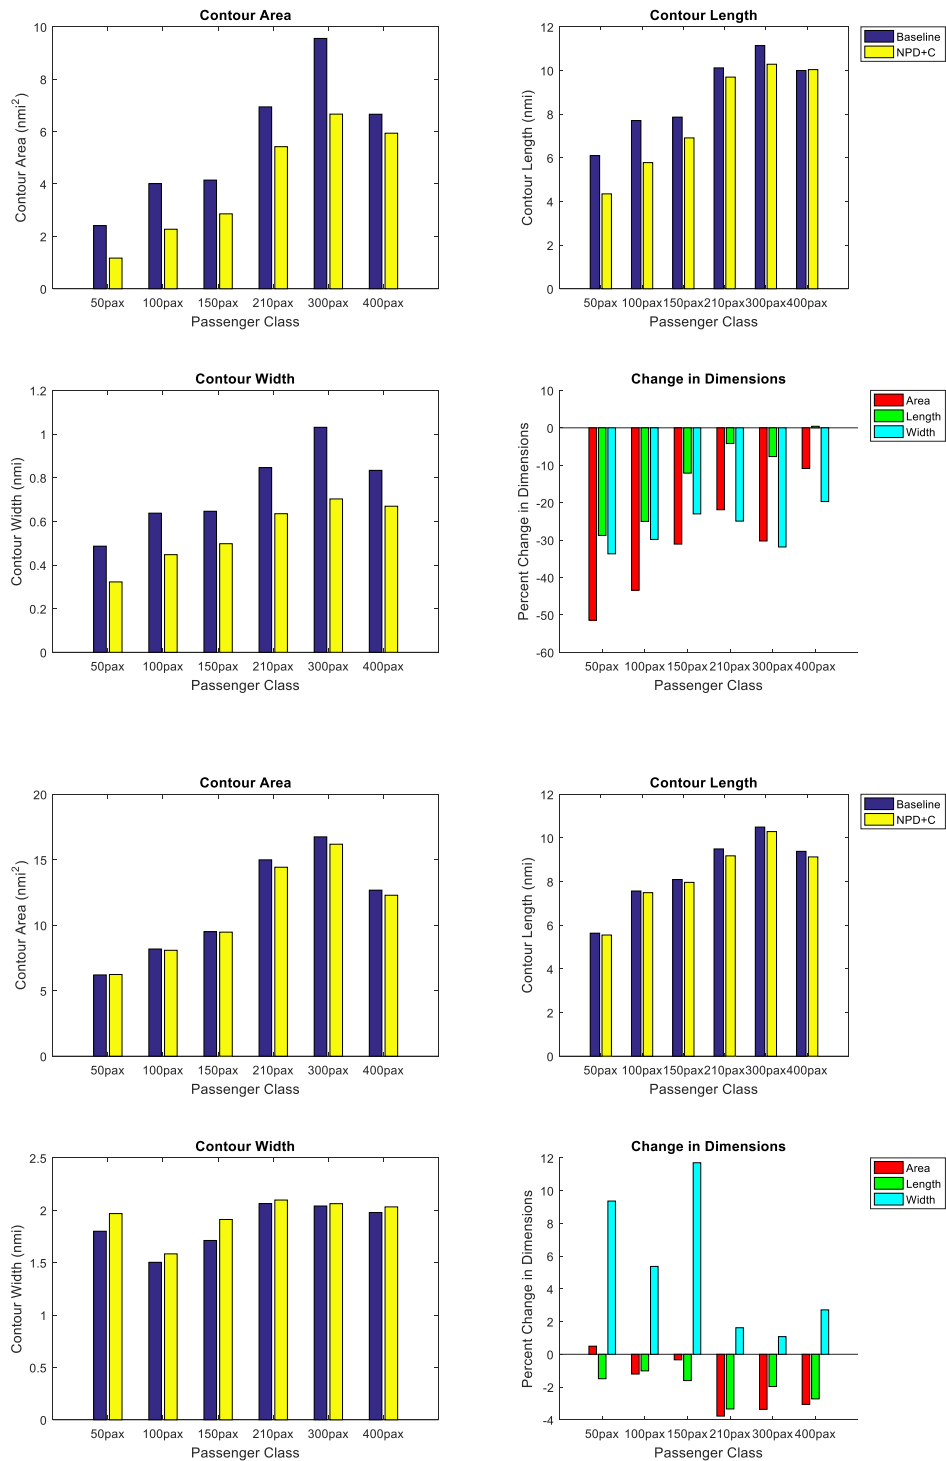 Contour Area
Contour Area (nmi²)
10
8
6
4
2
0
50pax 100pax 150pax 210pax 300pax 400pax
Passenger Class
Contour Length
Contour Length (nmi)
12
10
8
6
4
2
0
50pax 100pax 150pax 210pax 300pax 400pax
Passenger Class
Baseline
NPD+C
Contour Width
Contour Width (nmi)
1.2
1
0.8
0.6
0.4
0.2
0
50pax 100pax 150pax 210pax 300pax 400pax
Passenger Class
Change in Dimensions
Percent Change in Dimensions
10
0
-10
-20
-30
-40
-50
-60
50pax 100pax 150pax 210pax 300pax 400pax
Passenger Class
Area
Length
Width
Contour Area
Contour Area (nmi²)
20
15
10
5
0
50pax 100pax 150pax 210pax 300pax 400pax
Passenger Class
Contour Length
Contour Length (nmi)
12
10
8
6
4
2
0
50pax 100pax 150pax 210pax 300pax 400pax
Passenger Class
Baseline
NPD+C
Contour Width
Contour Width (nmi)
2.5
2
1.5
1
0.5
0
50pax 100pax 150pax 210pax 300pax 400pax
Passenger Class
Change in Dimensions
Percent Change in Dimensions
12
10
8
6
4
2
0
-2
-4
50pax 100pax 150pax 210pax 300pax 400pax
Passenger Class
Area
Length
Width